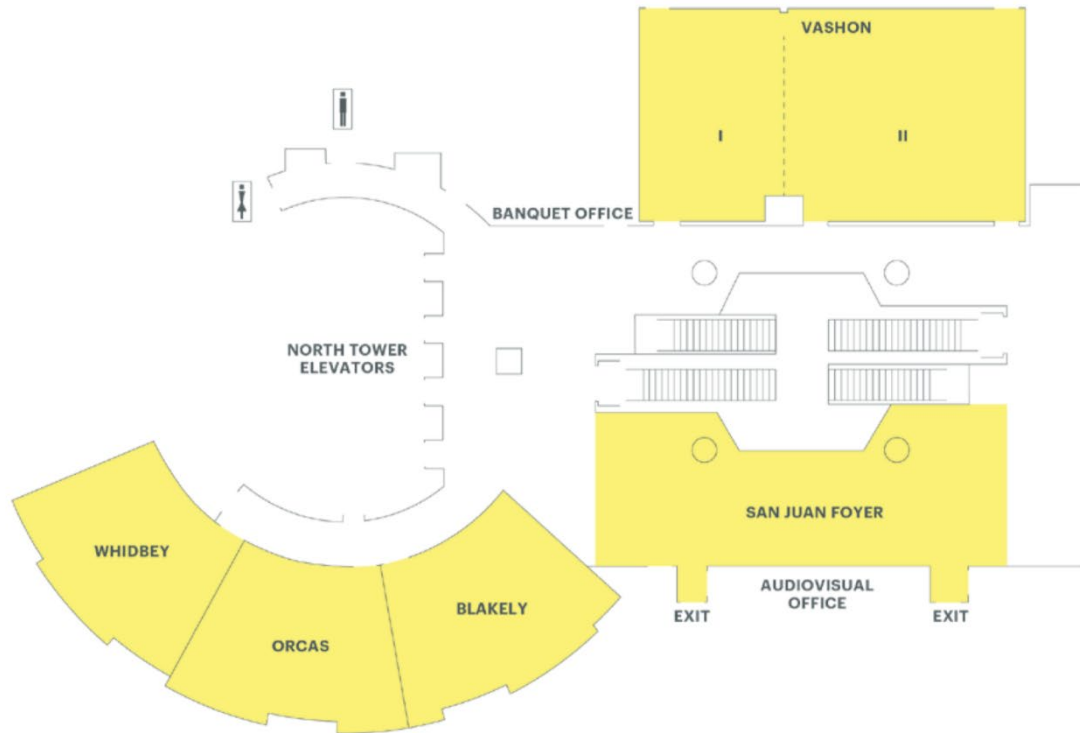 VASHON
I
II
BANQUET OFFICE
NORTH TOWER
ELEVATORS
SAN JUAN FOYER
WHIDBEY
ORCAS
BLAKELY
AUDIOVISUAL
OFFICE
EXIT
EXIT